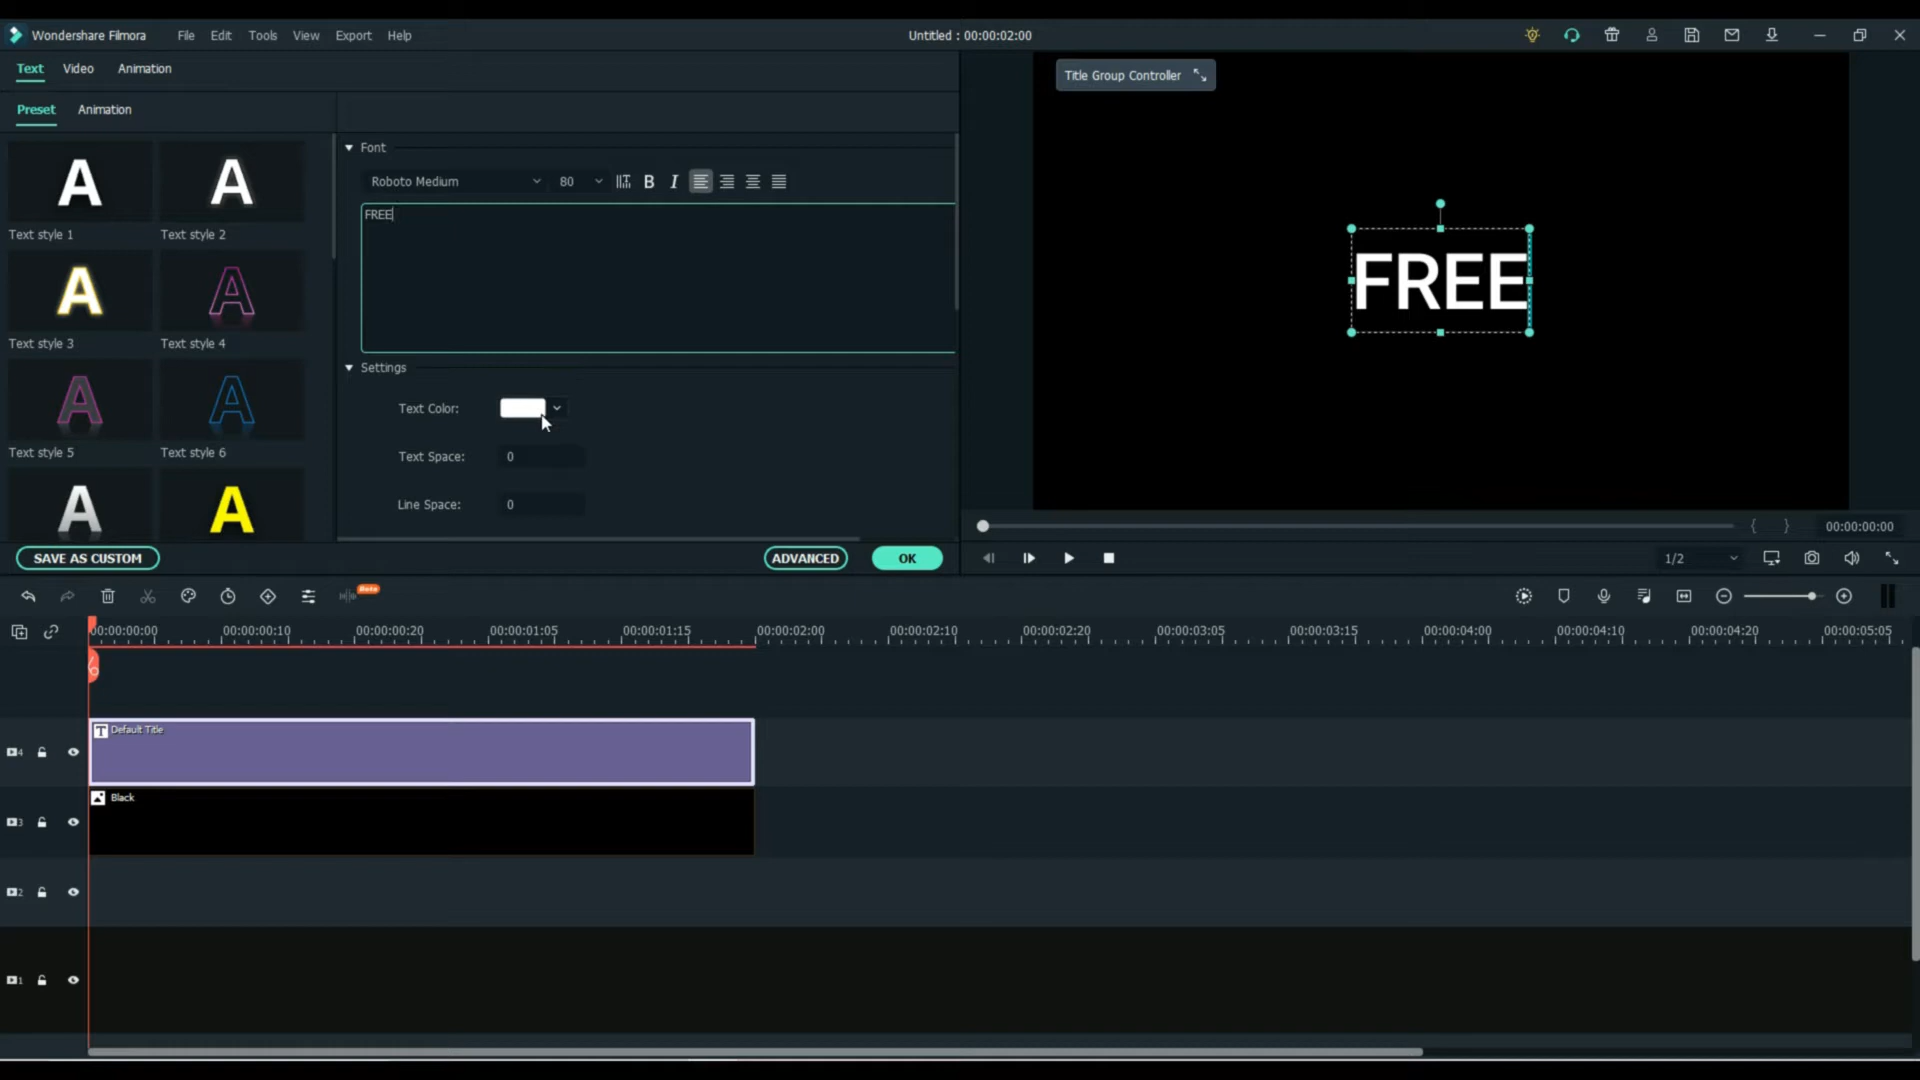 Wondershare Filmora File Edit Tools View Export Help Untitled : 00:00:02:00
Text Video Animation
Preset Animation
Text style 1 Text style 2
Text style 3 Text style 4
Text style 5 Text style 6
Font
Roboto Medium 80
FREE
Settings
Text Color:
Text Space: 0
Line Space: 0
SAVE AS CUSTOM ADVANCED OK
Title Group Controller
FREE
{ } 00:00:00:00
1/2
Beta
00:00:00:00 00:00:00:10 00:00:00:20 00:00:01:05 00:00:01:15 00:00:02:00 00:00:02:10 00:00:02:20 00:00:03:05 00:00:03:15 00:00:04:00 00:00:04:10 00:00:04:20 00:00:05:05
4 Default Title
3 Black
2
1